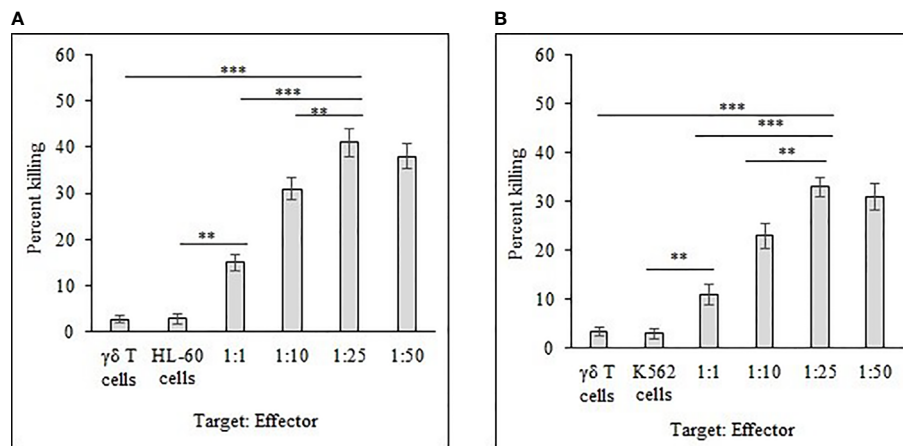 A
60
50
40
30
20
10
0
Percent killing
***
***
**
**
γδ T
cells
HL-60
cells
1:1
1:10
1:25
1:50
Target: Effector
B
60
50
40
30
20
10
0
Percent killing
***
***
**
**
γδ T
cells
K562
cells
1:1
1:10
1:25
1:50
Target: Effector